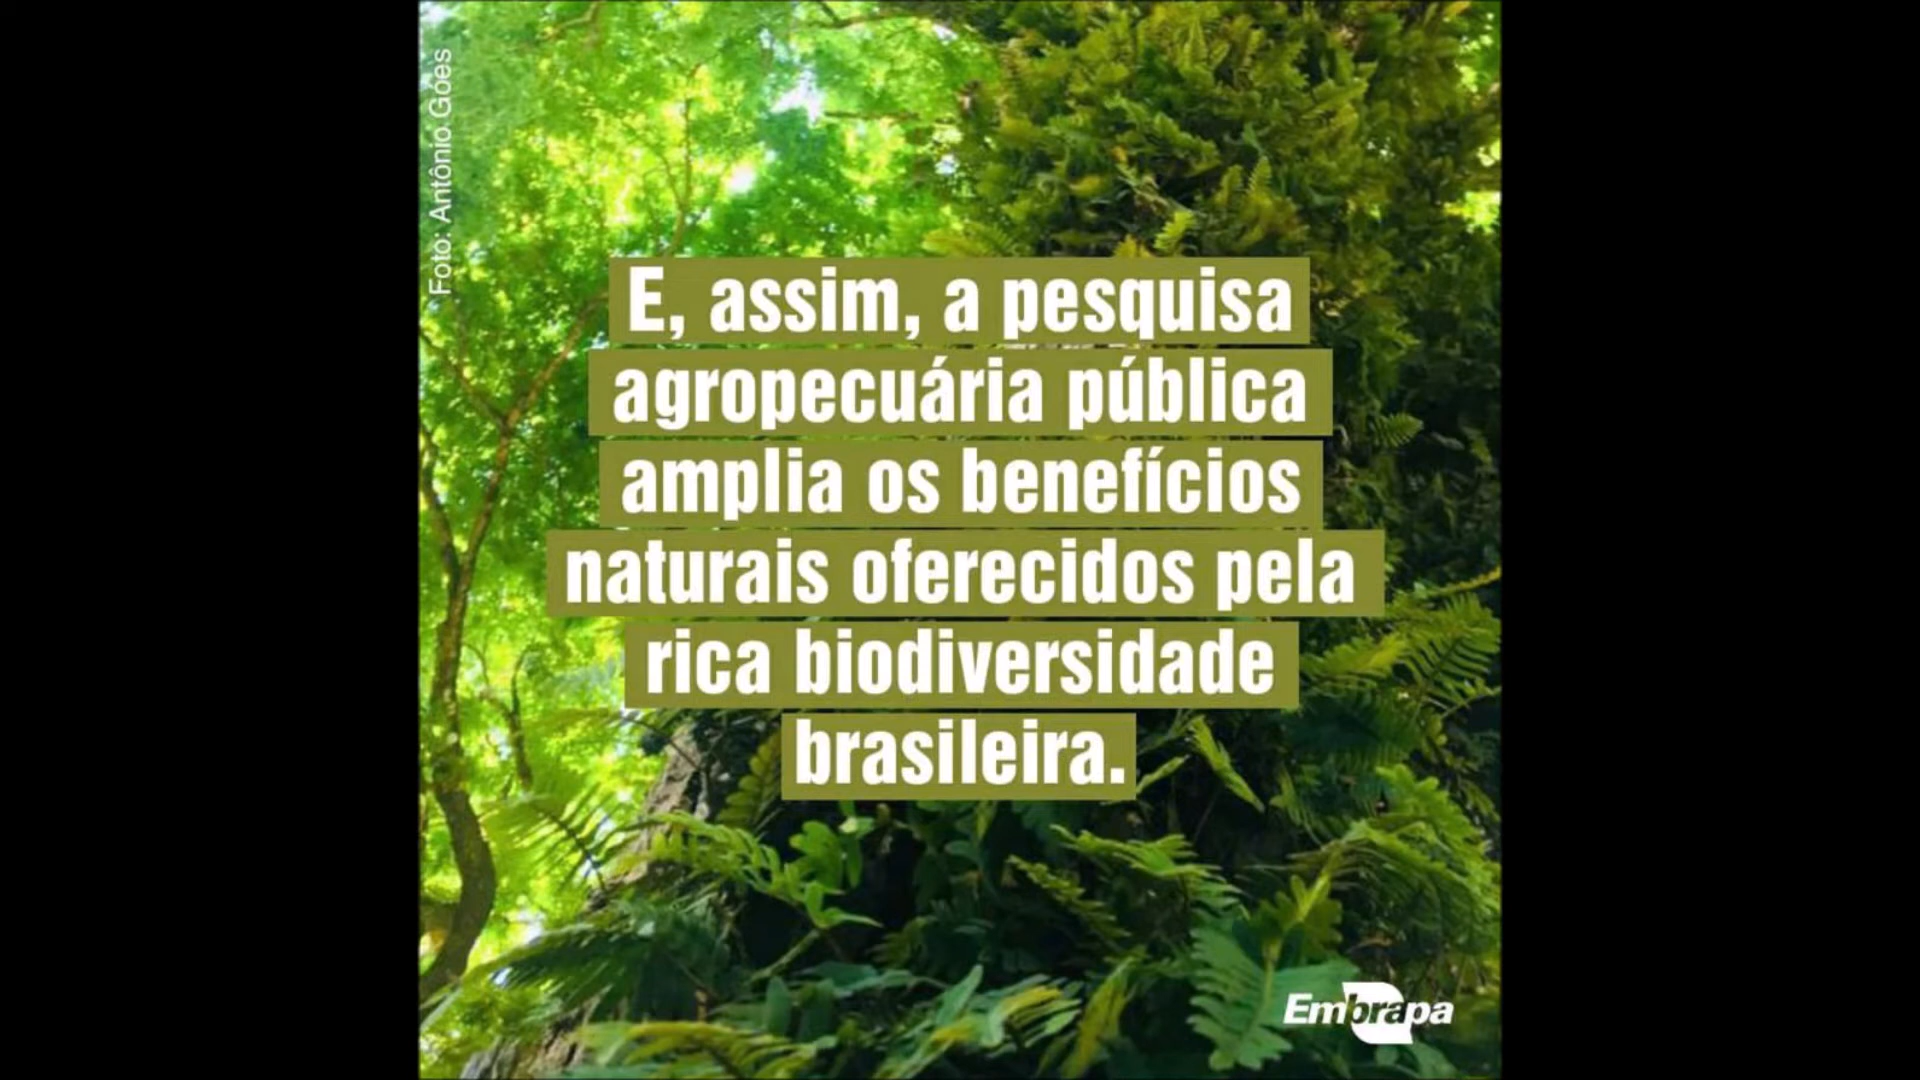 Foto: Antônio Góes
E, assim, a pesquisa
agropecuária pública
amplia os benefícios
naturais oferecidos pela
rica biodiversidade
brasileira.
Embrapa